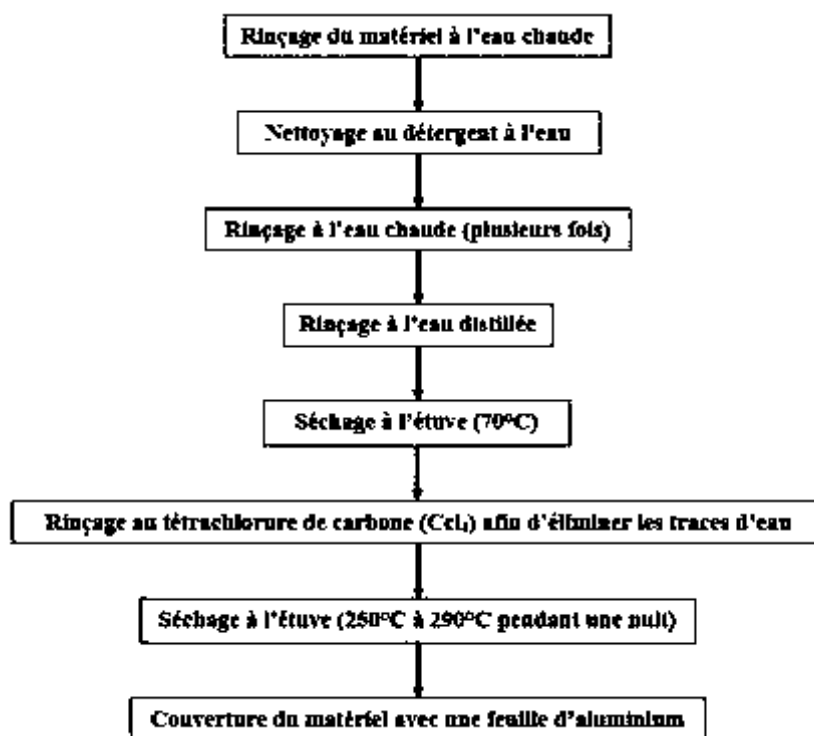 Rinçage du matériel à l'eau chaude
Nettoyage au détergent à l'eau
Rinçage à l'eau chaude (plusieurs fois)
Rinçage à l'eau distillée
Séchage à l'étuve (70°C)
Rinçage au tétrachlorure de carbone (Ccl₄) afin d'éliminer les traces d'eau
Séchage à l'étuve (250°C à 290°C pendant une nuit)
Couverture du matériel avec une feuille d'aluminium